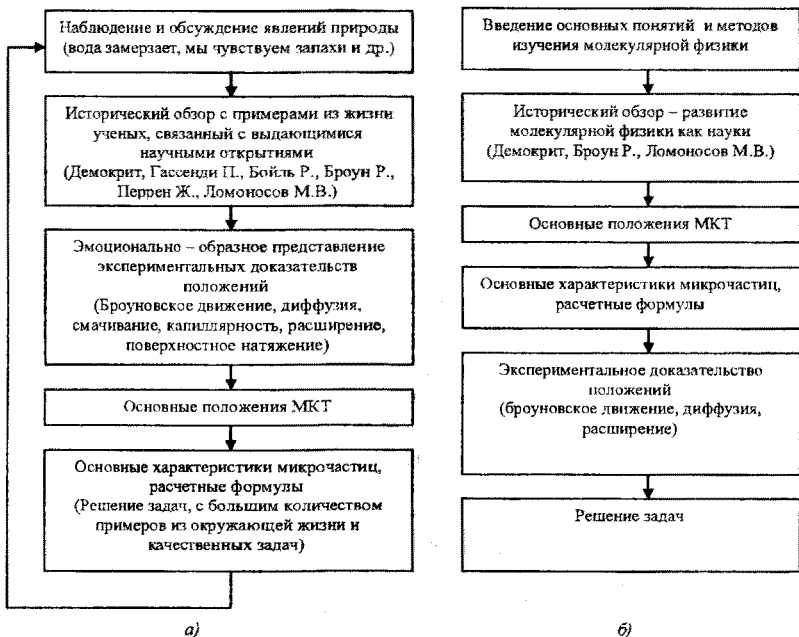 Наблюдение и обсуждение явлений природы
(вода замерзает, мы чувствуем запахи и др.)
Исторический обзор с примерами из жизни
ученых, связанный с выдающимися
научными открытиями
(Демокрит, Гассенди П., Бойль Р., Броун Р.,
Перрен Ж., Ломоносов М.В.)
Эмоционально – образное представление
экспериментальных доказательств
положений
(Броуновское движение, диффузия,
смачивание, капиллярность, расширение,
поверхностное натяжение)
Основные положения МКТ
Основные характеристики микрочастиц,
расчетные формулы
(Решение задач, с большим количеством
примеров из окружающей жизни и
качественных задач)
а)
Введение основных понятий и методов
изучения молекулярной физики
Исторический обзор – развитие
молекулярной физики как науки
(Демокрит, Броун Р., Ломоносов М.В.)
Основные положения МКТ
Основные характеристики микрочастиц,
расчетные формулы
Экспериментальное доказательство
положений
(броуновское движение, диффузия,
расширение)
Решение задач
б)